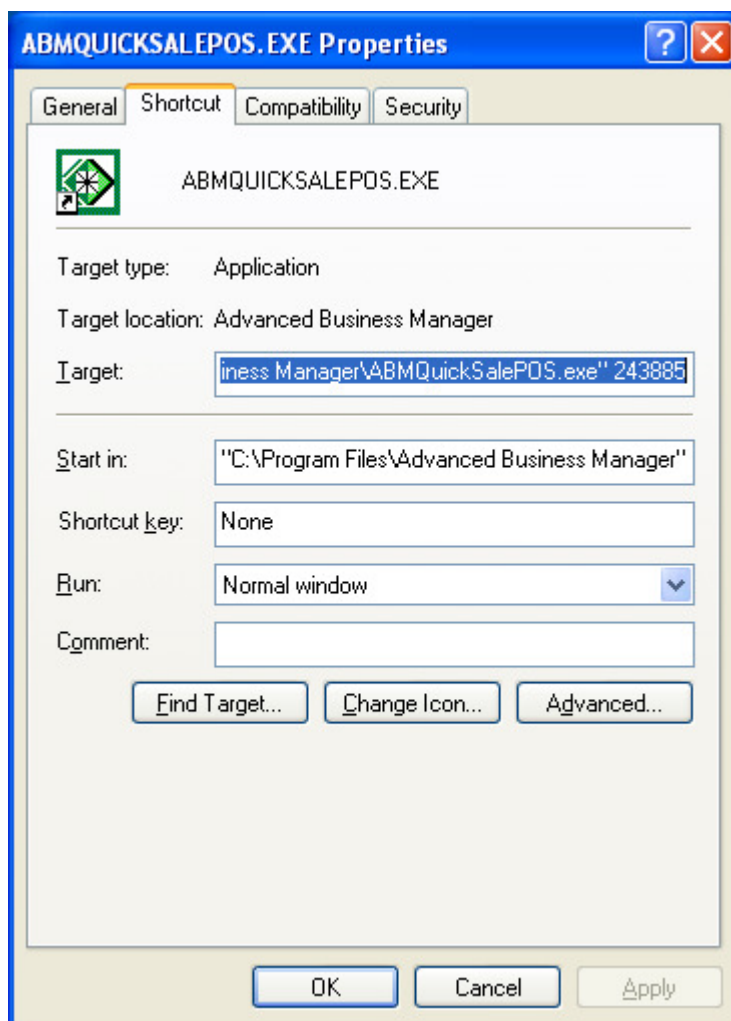 ABMQUICKSALEPOS.EXE Properties
General Shortcut Compatibility Security
ABMQUICKSALEPOS.EXE
Target type: Application
Target location: Advanced Business Manager
Target: iness Manager\ABMQuickSalePOS.exe" 243885
Start in: "C:\Program Files\Advanced Business Manager"
Shortcut key: None
Run: Normal window
Comment:
Find Target... Change Icon... Advanced...
OK Cancel Apply